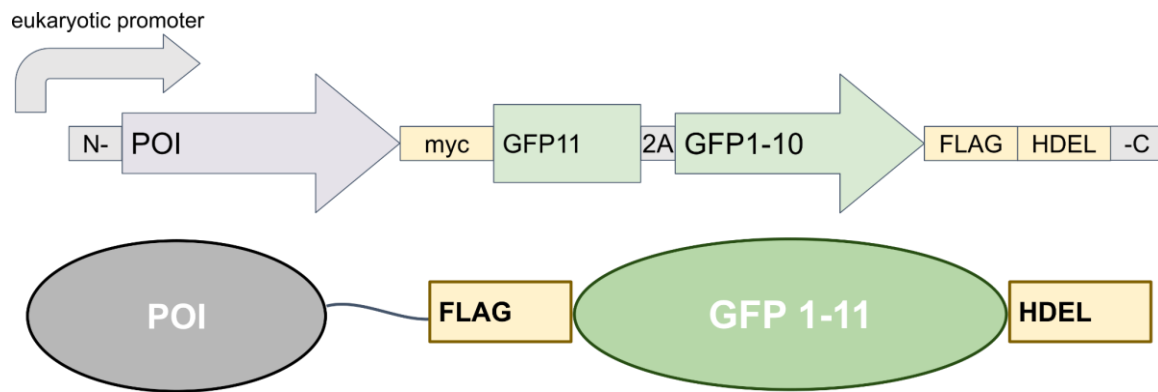 eukaryotic promoter
N- POI myc GFP11 2A GFP1-10 FLAG HDEL -C
POI FLAG GFP 1-11 HDEL